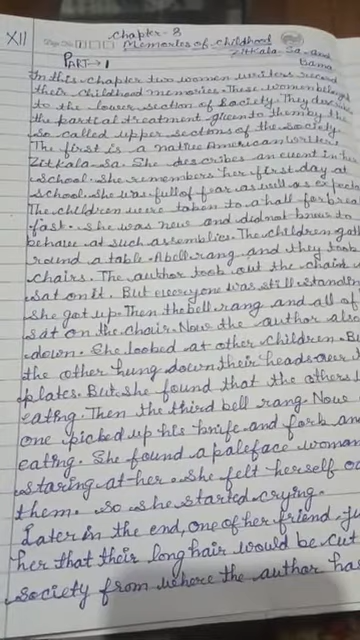 XII
Chapter - 8
Memories of childhood
Zitkala-Sa and
Bama
PART → 1
In this chapter two women writers record
their childhood memories. These women belong
to the lower section of Society. They
the partial treatment given to them by the
so called upper sections of the society.
The first is a native American writer
Zitkala-Sa. She describes an event in her
school. She remembers her first day at
school. She was full of fear as well as
The children were taken to a hall for
fast. She was new and did not know to
behave at such assemblies. The children
round a table. A bell rang and they took
chairs. The author took out the chair
sat on it. But everyone was still standin
she got up. Then the bell rang and all of
sat on the chair. Now the author also
down. She looked at other children.
the other hung down their heads over
plates. But she found that the others
eating. Then the third bell rang. Now
one picked up his knife and fork an
eating. She found a paleface woman
staring at her. She felt herself
them. So she started crying.
Later in the end, one of her friend
her that their long hair would be cut
society from where the author has